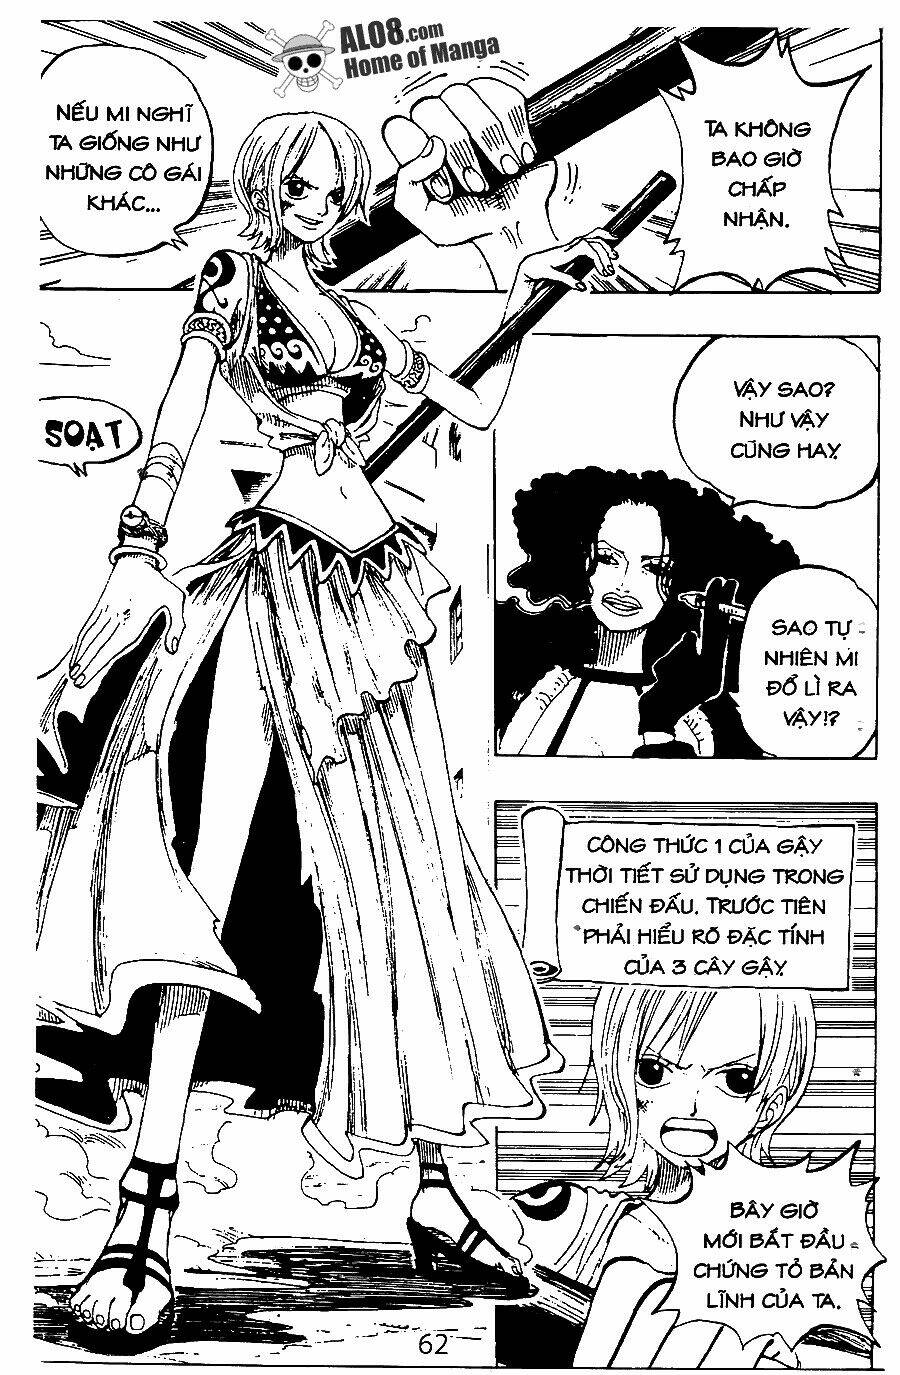 AL08.com
Home of Manga
NẾU MI NGHĨ
TA GIỐNG NHƯ
NHỮNG CÔ GÁI
KHÁC...
TA KHÔNG
BAO GIỜ
CHẤP
NHẬN.
SOẠT
VẬY SAO?
NHƯ VẬY
CŨNG HAY.
SAO TỰ
NHIÊN MI
ĐỔ LÌ RA
VẬY!?
CÔNG THỨC 1 CỦA GẬY
THỜI TIẾT SỬ DỤNG TRONG
CHIẾN ĐẤU. TRƯỚC TIÊN
PHẢI HIỂU RÕ ĐẶC TÍNH
CỦA 3 CÂY GẬY.
BÂY GIỜ
MỚI BẮT ĐẦU
CHỨNG TỎ BẢN
LĨNH CỦA TA.
62